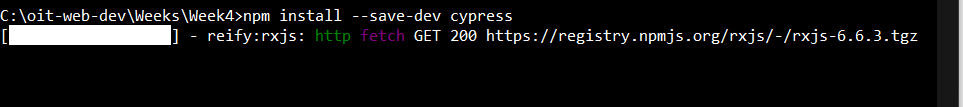 C:\oit-web-dev\Weeks\Week4>npm install --save-dev cypress
[                  ] - reify:rxjs: http fetch GET 200 https://registry.npmjs.org/rxjs/-/rxjs-6.6.3.tgz